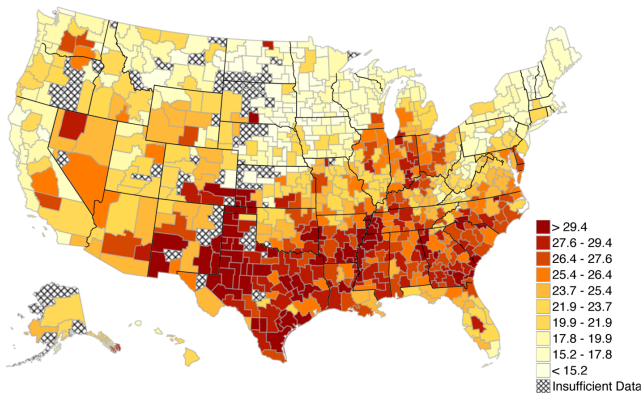 > 29.4
27.6 - 29.4
26.4 - 27.6
25.4 - 26.4
23.7 - 25.4
21.9 - 23.7
19.9 - 21.9
17.8 - 19.9
15.2 - 17.8
< 15.2
Insufficient Data